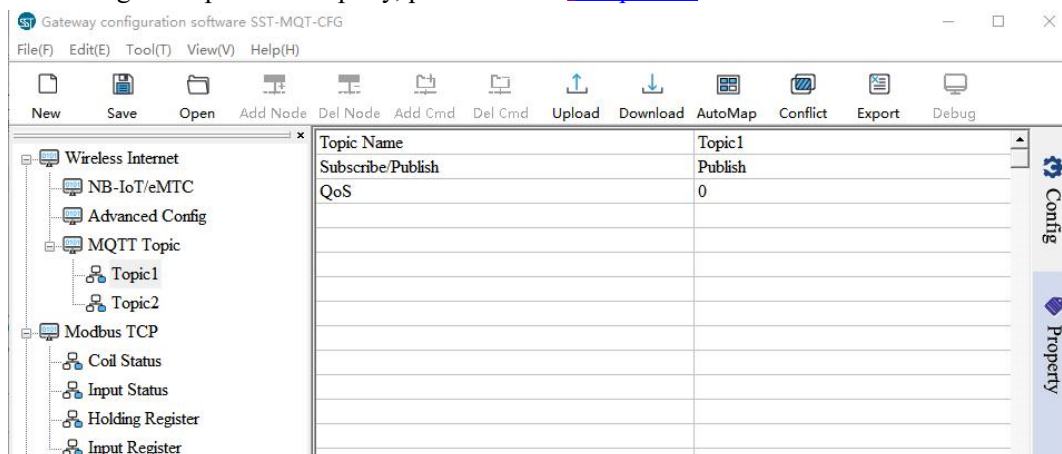 Gateway configuration software SST-MQT-CFG
File(F) Edit(E) Tool(T) View(V) Help(H)
New Save Open Add Node Del Node Add Cmd Del Cmd Upload Download AutoMap Conflict Export Debug
Wireless Internet
NB-IoT/eMTC
Advanced Config
MQTT Topic
Topic1
Topic2
Modbus TCP
Coil Status
Input Status
Holding Register
Input Register
Topic Name Topic1
Subscribe/Publish Publish
QoS 0
Config
Property